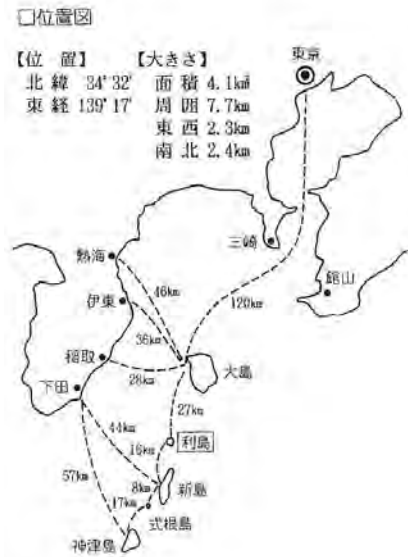 □位置図
【位 置】 【大きさ】
北緯 34°32' 面積 4.1km²
東経 139°17' 周囲 7.7km
東西 2.3km
南北 2.4km
東京
三崎
館山
熱海
伊東
稲取
下田
46km
36km
28km
120km
大島
27km
利島
44km
16km
57km
8km
新島
17km
式根島
神津島